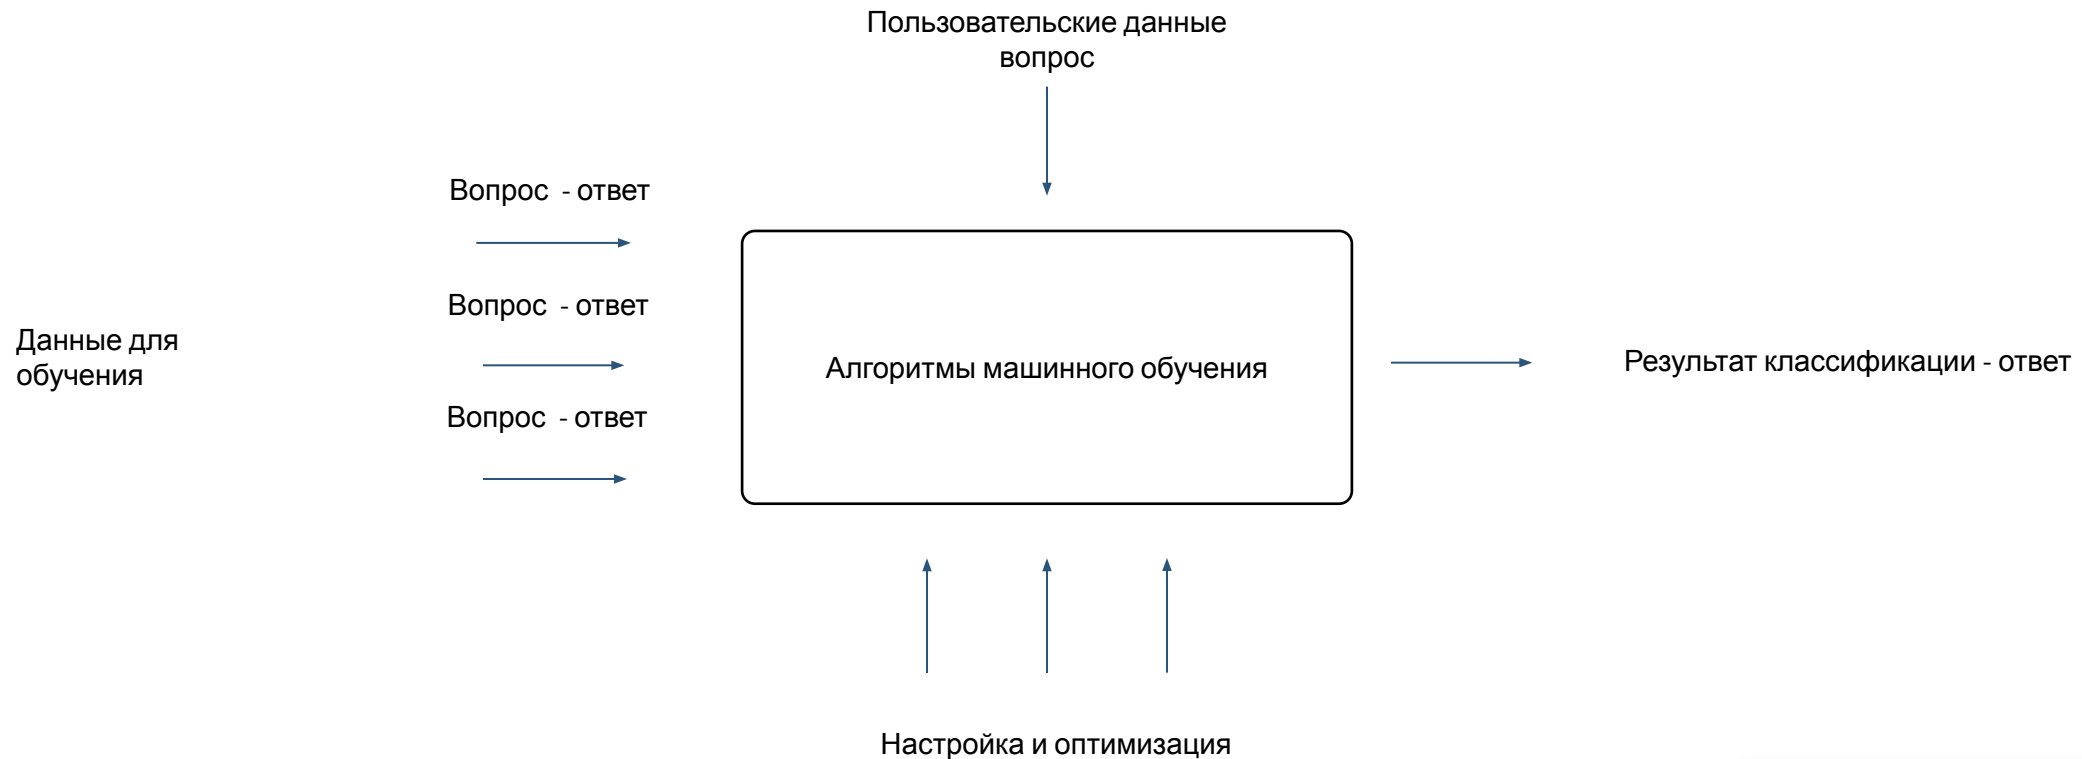 Пользовательские данные
вопрос
Вопрос  - ответ
Вопрос  - ответ
Данные для
обучения
Вопрос  - ответ
Алгоритмы машинного обучения
Результат классификации - ответ
Настройка и оптимизация